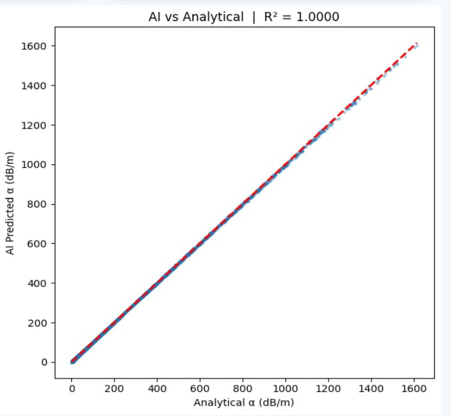 AI vs Analytical | R² = 1.0000
AI Predicted α (dB/m)
1600
1400
1200
1000
800
600
400
200
0
0 200 400 600 800 1000 1200 1400 1600
Analytical α (dB/m)